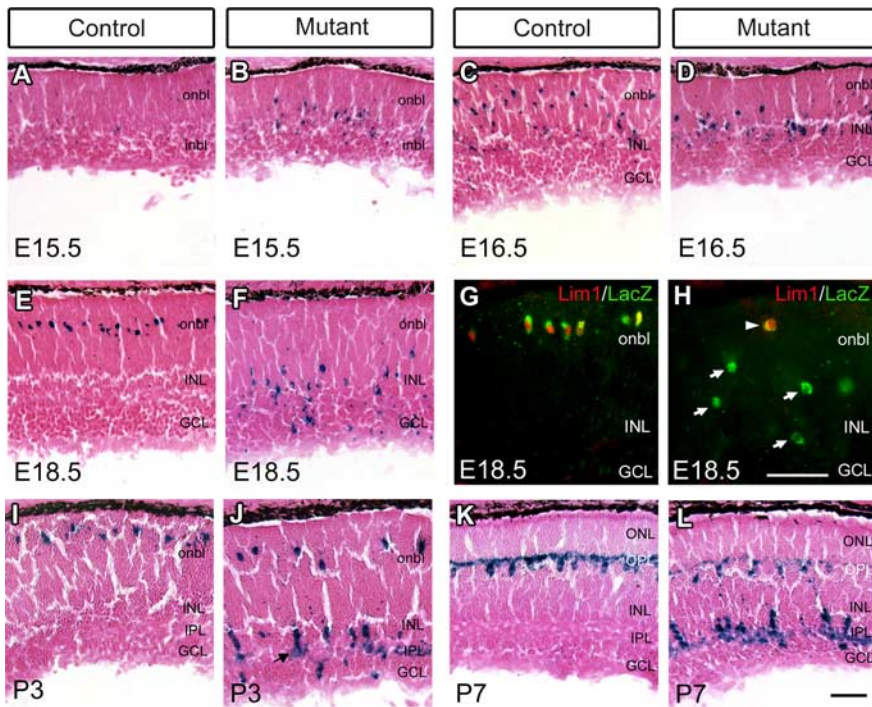 Control Mutant Control Mutant
A B C D
onbl onbl onbl onbl
inbl inbl INL INL
GCL GCL
E15.5 E15.5 E16.5 E16.5
E F G Lim1/LacZ H Lim1/LacZ
onbl onbl onbl onbl
INL INL INL INL
GCL GCL GCL GCL
E18.5 E18.5 E18.5 E18.5
I J K L
onbl onbl ONL ONL
OPL OPL
INL INL INL INL
IPL IPL IPL IPL
GCL GCL GCL GCL
P3 P3 P7 P7